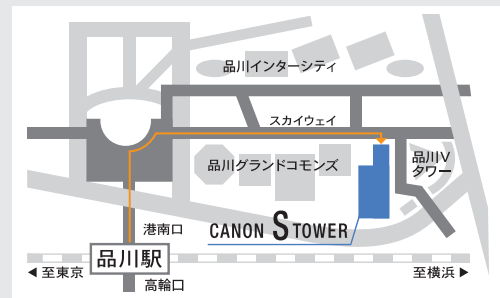 品川インターシティ
スカイウェイ
品川グランドコモンズ
品川V
タワー
CANON S TOWER
港南口
品川駅
◀ 至東京
至横浜 ▶
高輪口